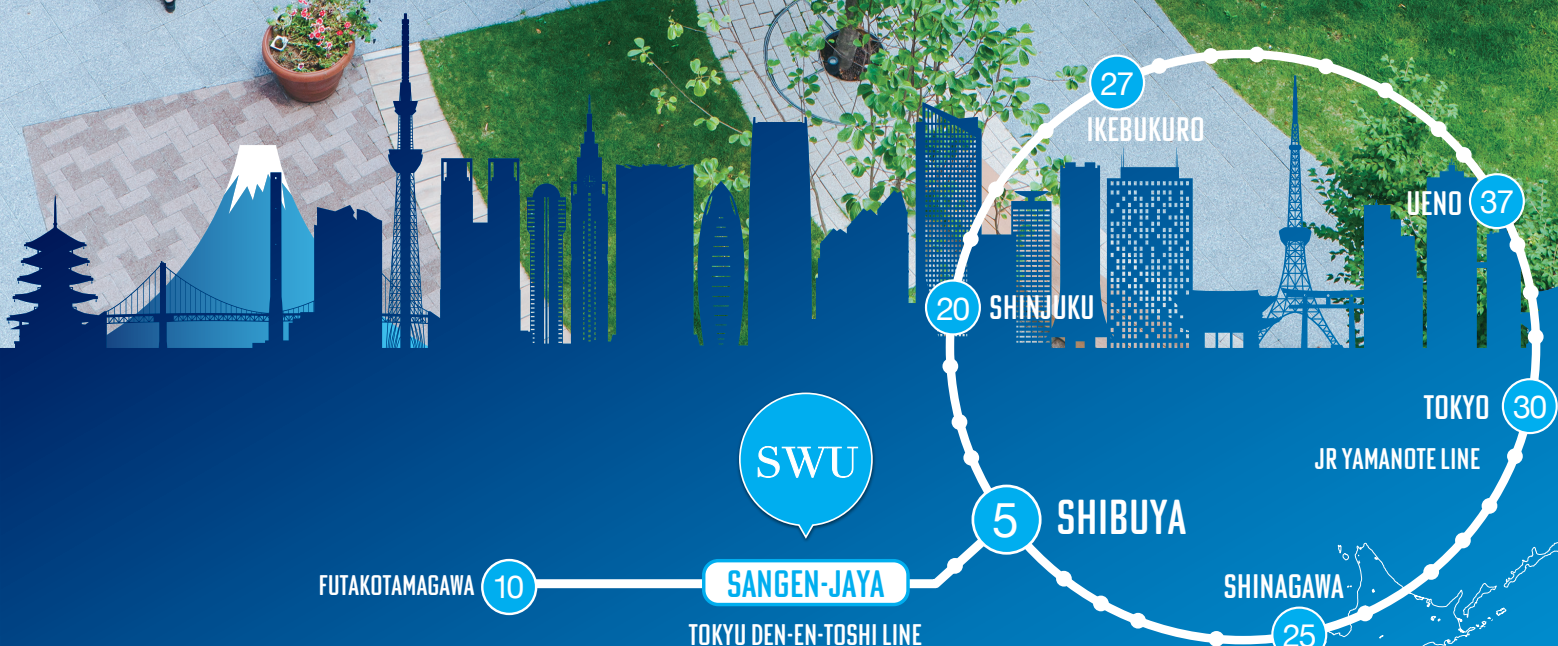 27
IKEBUKURO
UENO 37
20 SHINJUKU
TOKYO 30
JR YAMANOTE LINE
SWU
5 SHIBUYA
FUTAKOTAMAGAWA 10
SANGEN-JAYA
SHINAGAWA
25
TOKYU DEN-EN-TOSHI LINE